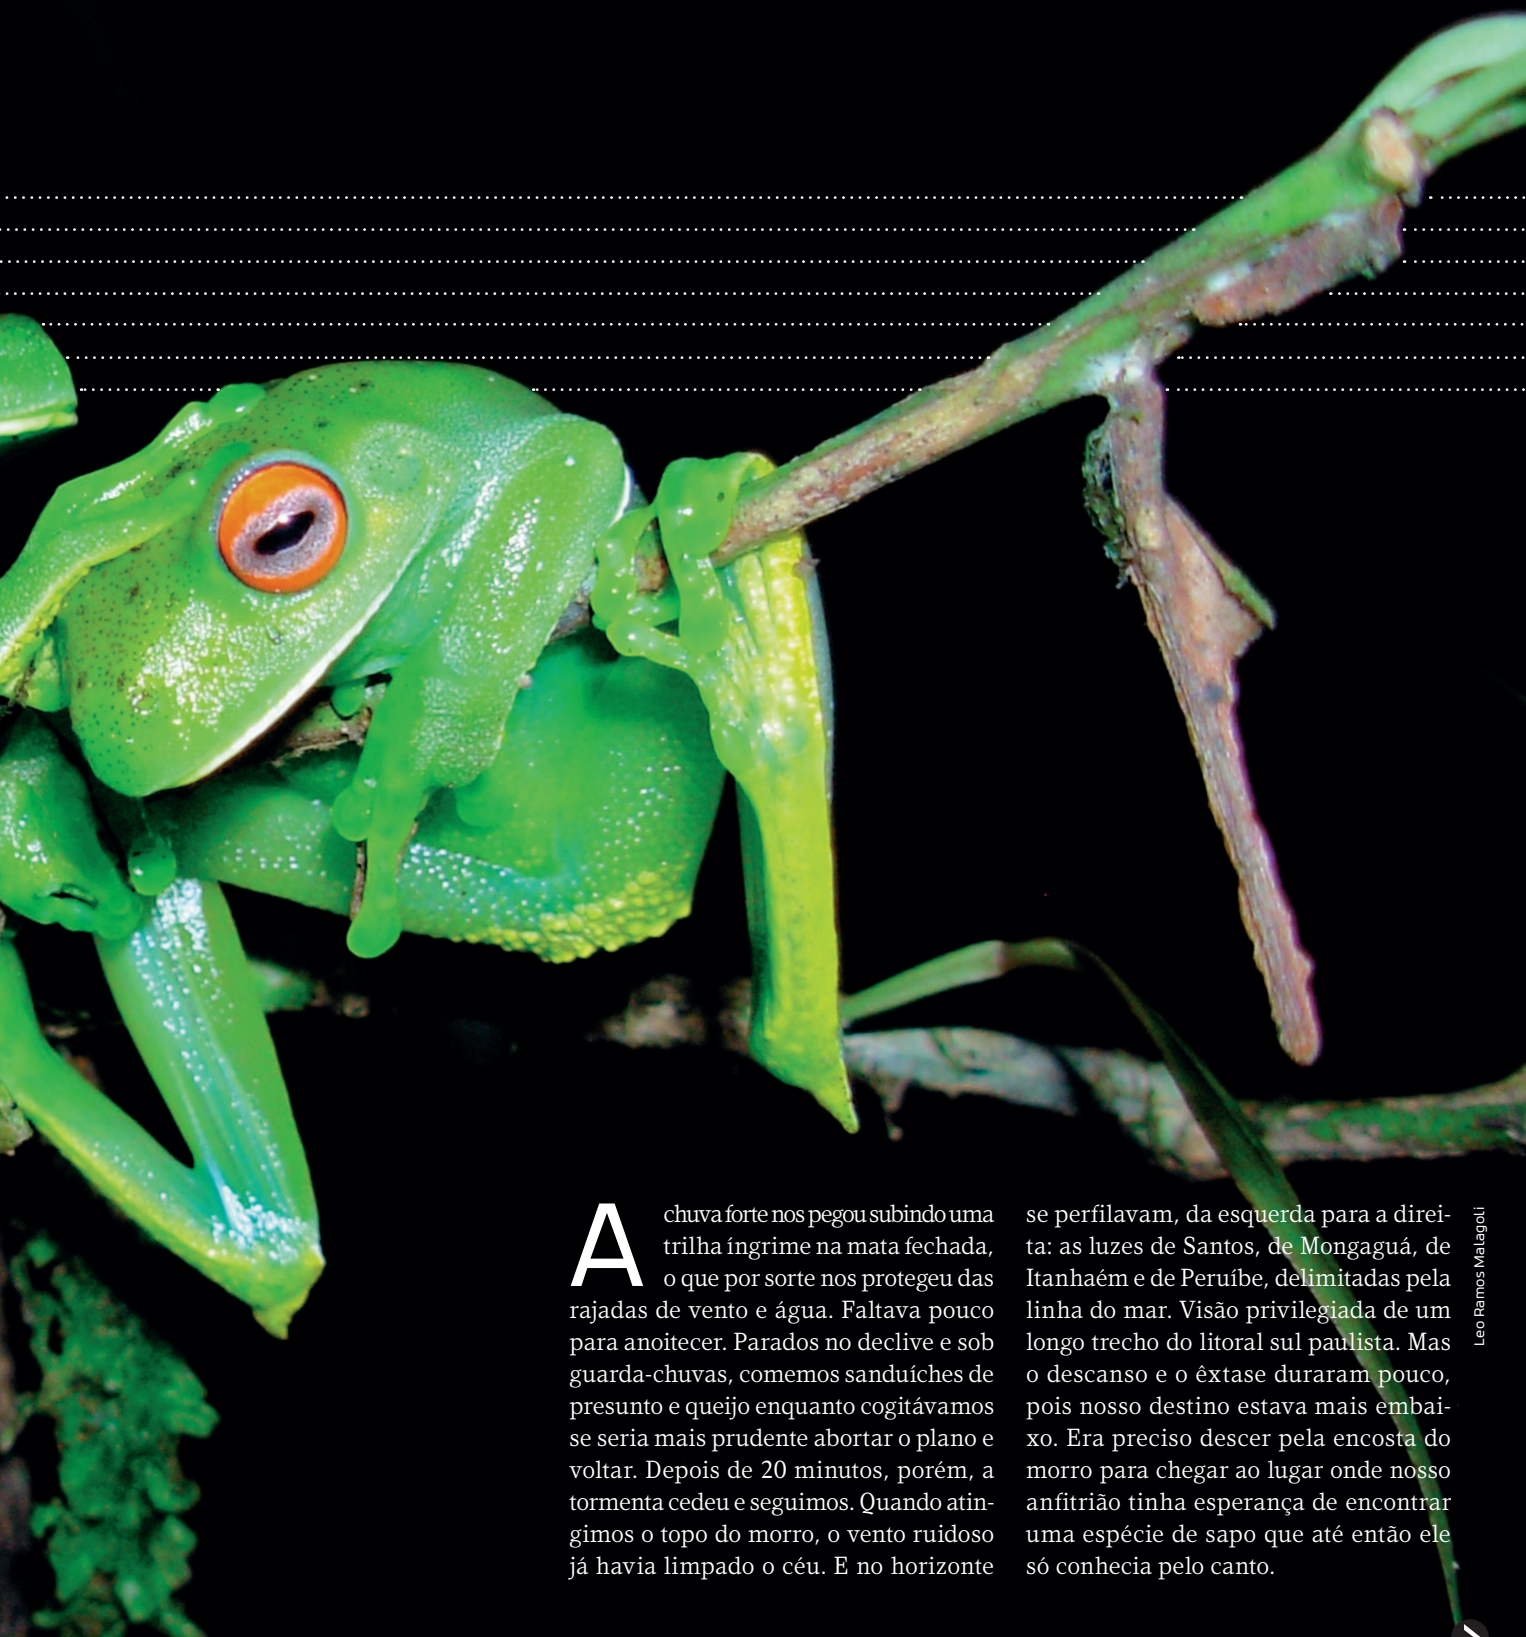 A chuva forte nos pegou subindo uma
trilha íngrime na mata fechada,
o que por sorte nos protegeu das
rajadas de vento e água. Faltava pouco
para anoitecer. Parados no declive e sob
guarda-chuvas, comemos sanduíches de
presunto e queijo enquanto cogitávamos
se seria mais prudente abortar o plano e
voltar. Depois de 20 minutos, porém, a
tormenta cedeu e seguimos. Quando atin-
gimos o topo do morro, o vento ruidoso
já havia limpado o céu. E no horizonte
se perfilavam, da esquerda para a direi-
ta: as luzes de Santos, de Mongaguá, de
Itanhaém e de Peruíbe, delimitadas pela
linha do mar. Visão privilegiada de um
longo trecho do litoral sul paulista. Mas
o descanso e o êxtase duraram pouco,
pois nosso destino estava mais embai-
xo. Era preciso descer pela encosta do
morro para chegar ao lugar onde nosso
anfitrião tinha esperança de encontrar
uma espécie de sapo que até então ele
só conhecia pelo canto.
Leo Ramos Malagoli